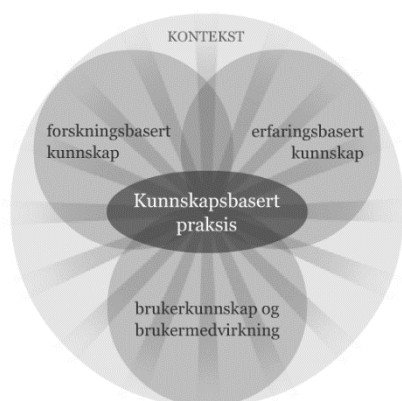 KONTEKST
forskningsbasert
kunnskap
erfaringsbasert
kunnskap
Kunnskapsbasert
praksis
brukerkunnskap og
brukermedvirkning